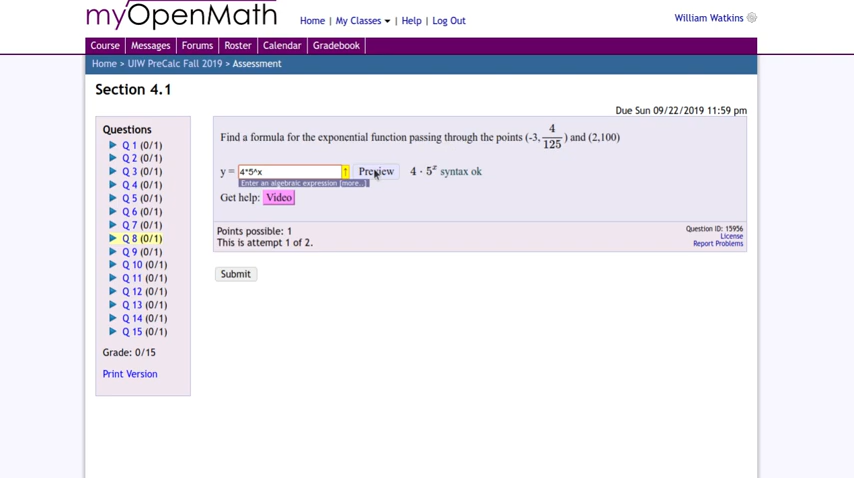 myOpenMath
Home | My Classes | Help | Log Out
William Watkins
Course Messages Forums Roster Calendar Gradebook
Home > UIW PreCalc Fall 2019 > Assessment
Section 4.1
Due Sun 09/22/2019 11:59 pm
Questions
Q 1 (0/1)
Q 2 (0/1)
Q 3 (0/1)
Q 4 (0/1)
Q 5 (0/1)
Q 6 (0/1)
Q 7 (0/1)
Q 8 (0/1)
Q 9 (0/1)
Q 10 (0/1)
Q 11 (0/1)
Q 12 (0/1)
Q 13 (0/1)
Q 14 (0/1)
Q 15 (0/1)
Grade: 0/15
Print Version
Find a formula for the exponential function passing through the points (-3, 4/125) and (2,100)
y = 4*5^x Preview 4 · 5^x syntax ok
Enter an algebraic expression [more..]
Get help: Video
Points possible: 1
This is attempt 1 of 2.
Question ID: 15956
License
Report Problems
Submit